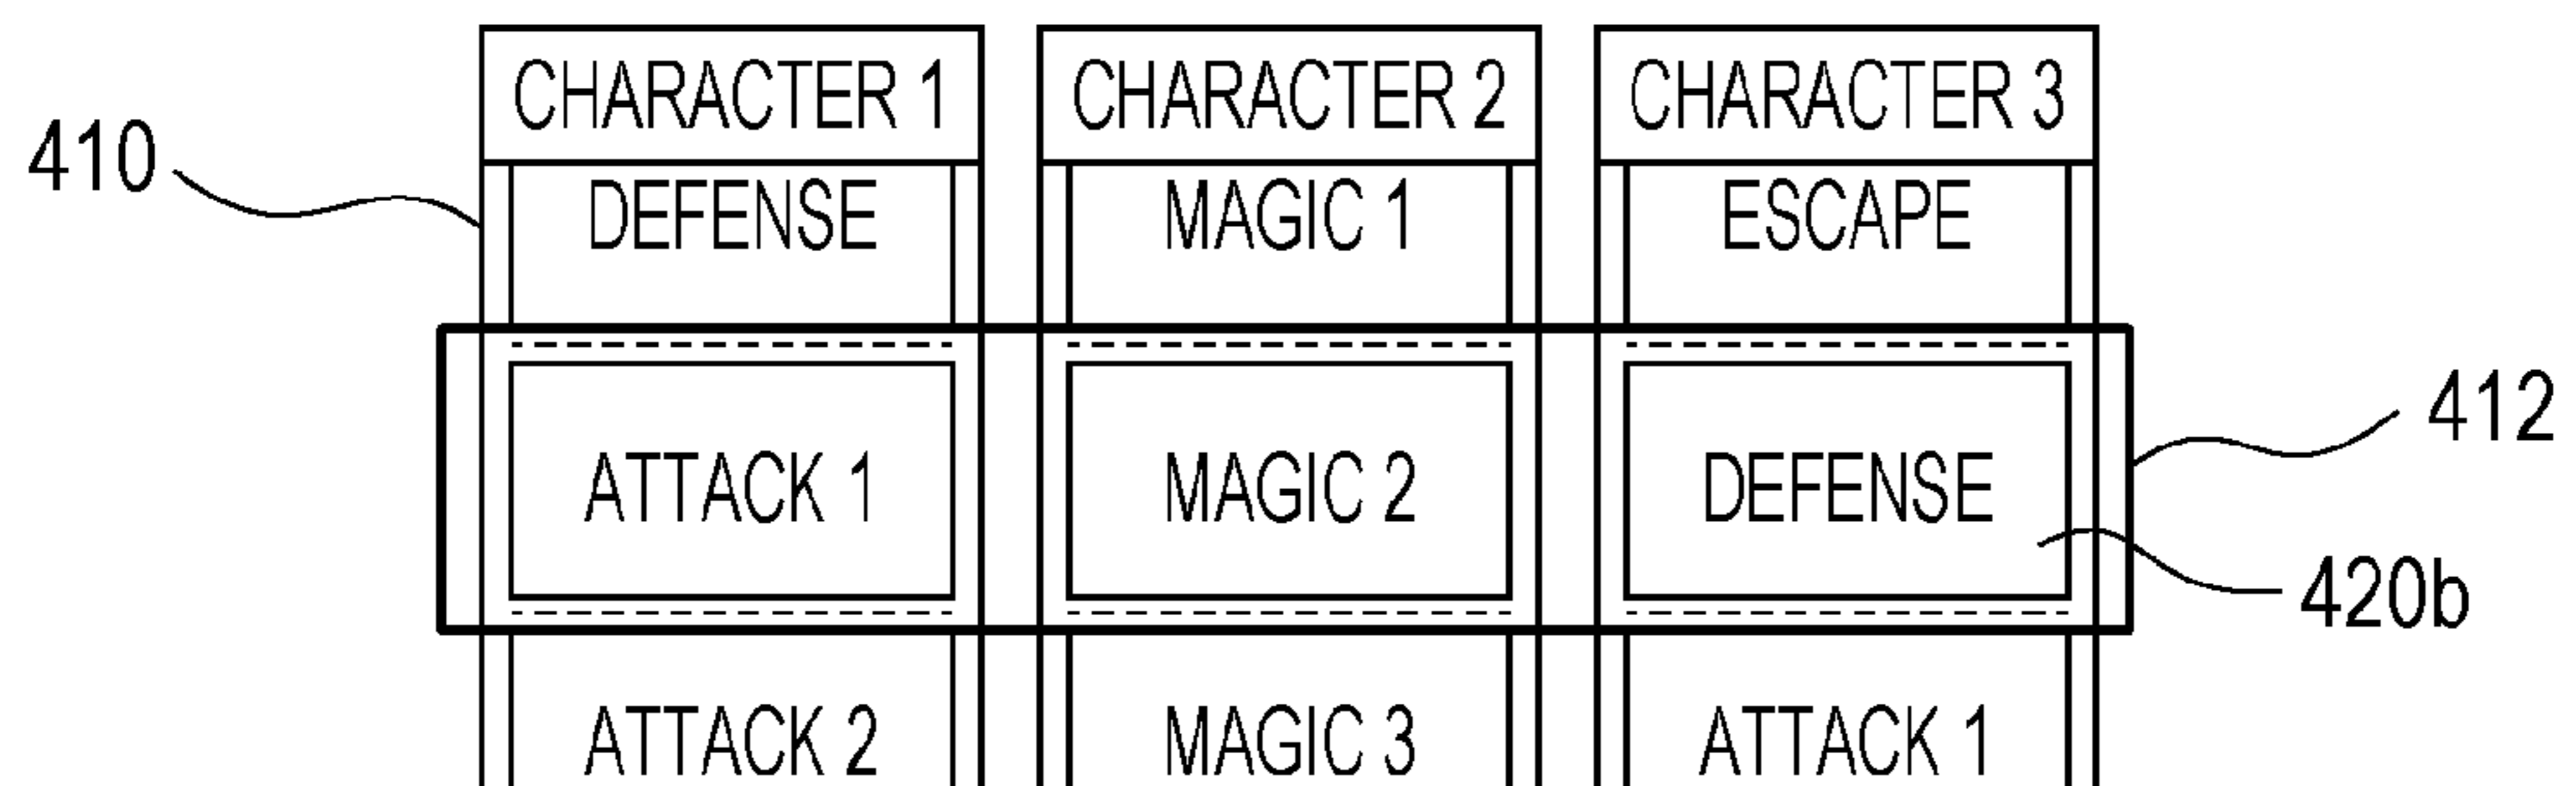 CHARACTER 1 CHARACTER 2 CHARACTER 3
410
DEFENSE MAGIC 1 ESCAPE
412
ATTACK 1 MAGIC 2 DEFENSE
420b
ATTACK 2 MAGIC 3 ATTACK 1